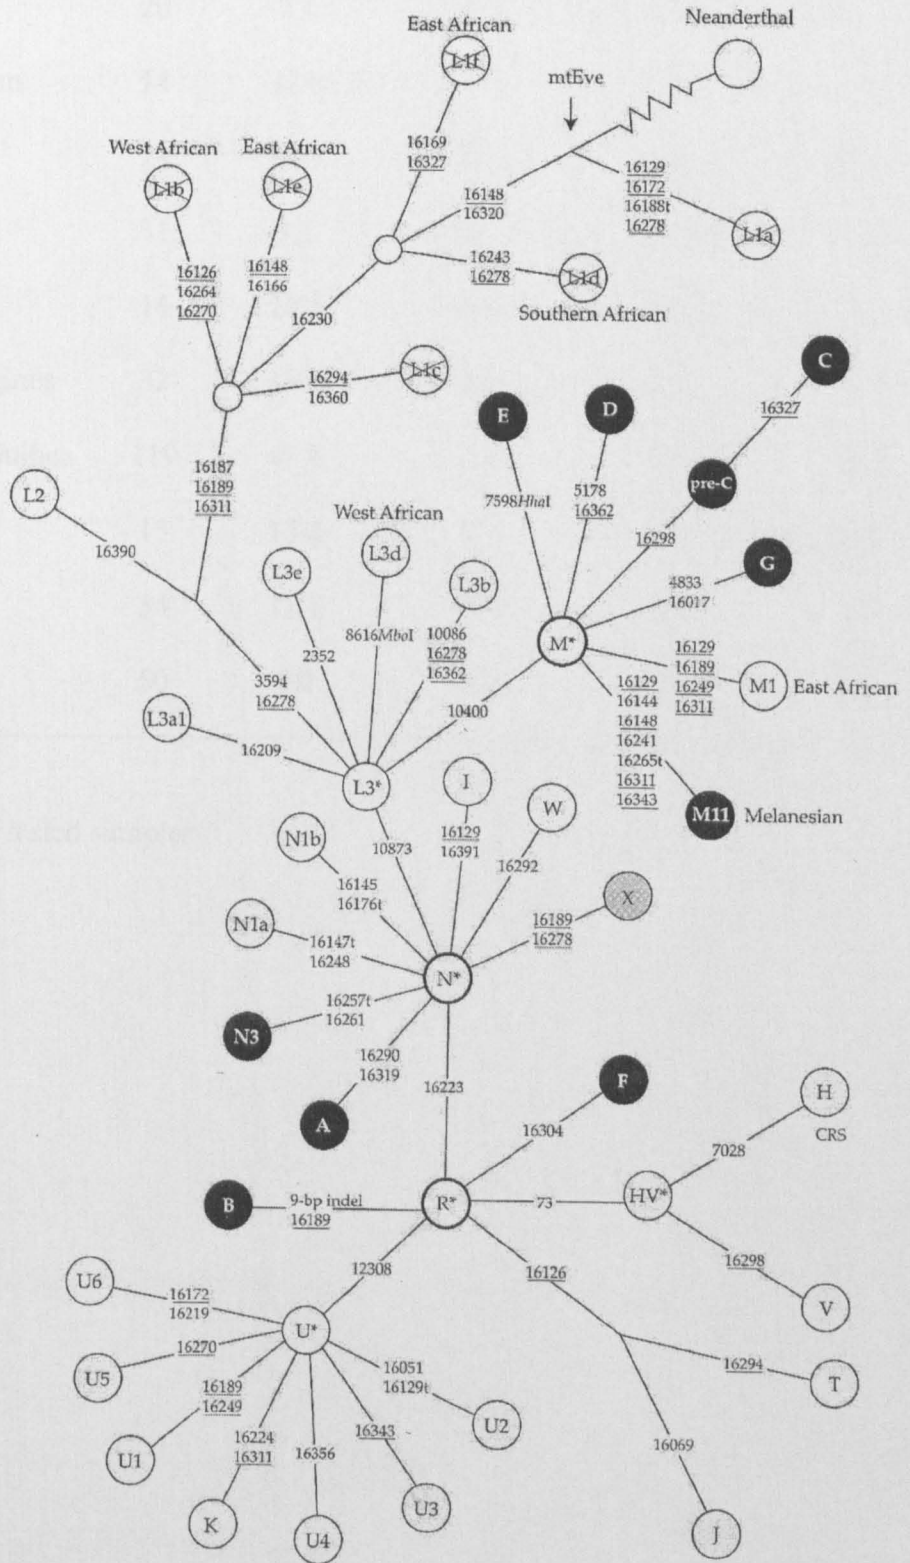 East African
Neanderthal
L1f
mtEve
West African
East African
16169
16327
L1b
L1e
16129
16172
16188t
16278
16148
16320
L1a
16126
16264
16270
16148
16166
16243
16278
L1d
Southern African
16230
16294
16360
L1c
C
E
D
16327
16187
16189
16311
pre-C
L2
7598HhaI
5178
16362
16298
West African
L3d
16390
L3e
L3b
G
4833
16017
8616MboI
10086
16278
16362
M*
16129
16189
16249
16311
2352
M1
East African
3594
16278
10400
16129
16144
16148
16241
16265t
16311
16343
L3a1
16209
L3*
I
W
M11
Melanesian
N1b
10873
16129
16391
16292
16145
16176t
X
N1a
16189
16278
16147t
16248
N*
16257t
16261
N3
16290
16319
16223
F
H
A
16304
CRS
7028
B
9-bp indel
16189
R*
73
HV*
12308
16126
16298
U6
16172
16219
V
U*
16270
U5
16051
16129t
16294
T
16189
16249
U2
16224
16311
16356
16343
16069
U1
K
U4
U3
J